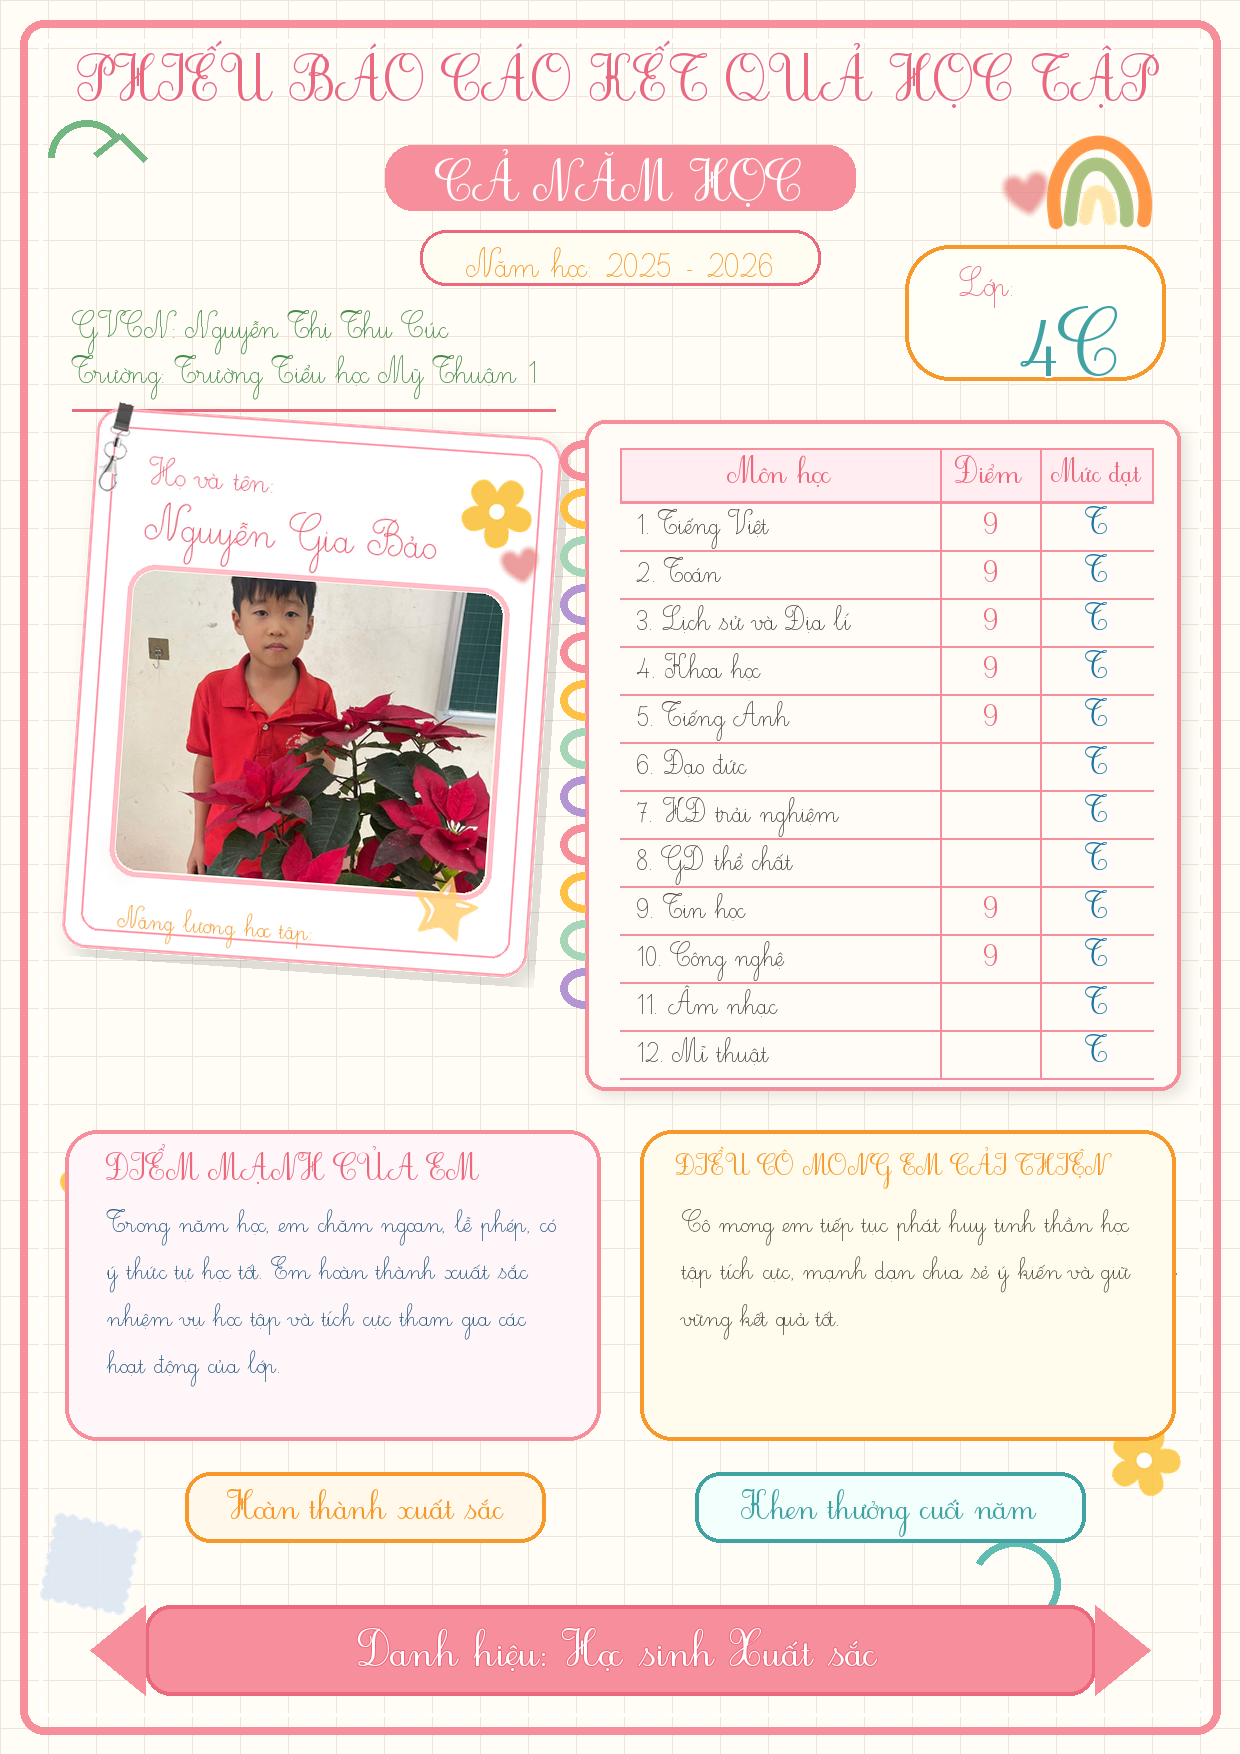 PHIẾU BÁO CÁO KẾT QUẢ HỌC TẬP
CẢ NĂM HỌC
Năm học: 2025 - 2026
Lớp:
4C
GVCN: Nguyễn Thi Thu Cúc
Trường: Trường Tiểu học Mỹ Thuân 1
Họ và tên:
Nguyễn Gia Bảo
Năng lương học tâp:
Môn học Điểm Mức đạt
1. Tiếng Viêt 9 T
2. Toán 9 T
3. Lịch sử và Địa lí 9 T
4. Khoa học 9 T
5. Tiếng Anh 9 T
6. Đạo đức T
7. HĐ trải nghiêm T
8. GD thể chất T
9. Tin học 9 T
10. Công nghệ 9 T
11. Âm nhạc T
12. Mĩ thuật T
ĐIỂM MẠNH CỦA EM
Trong năm học, em chăm ngoan, lễ phép, có
ý thức tự học tốt. Em hoàn thành xuất sắc
nhiệm vụ học tập và tích cực tham gia các
hoạt động của lớp.
ĐIỀU CÔ MONG EM CẢI THIỆN
Cô mong em tiếp tục phát huy tinh thần học
tập tích cực, mạnh dạn chia sẻ ý kiến và giữ
vững kết quả tốt.
Hoàn thành xuất sắc
Khen thưởng cuối năm
Danh hiệu: Học sinh Xuất sắc